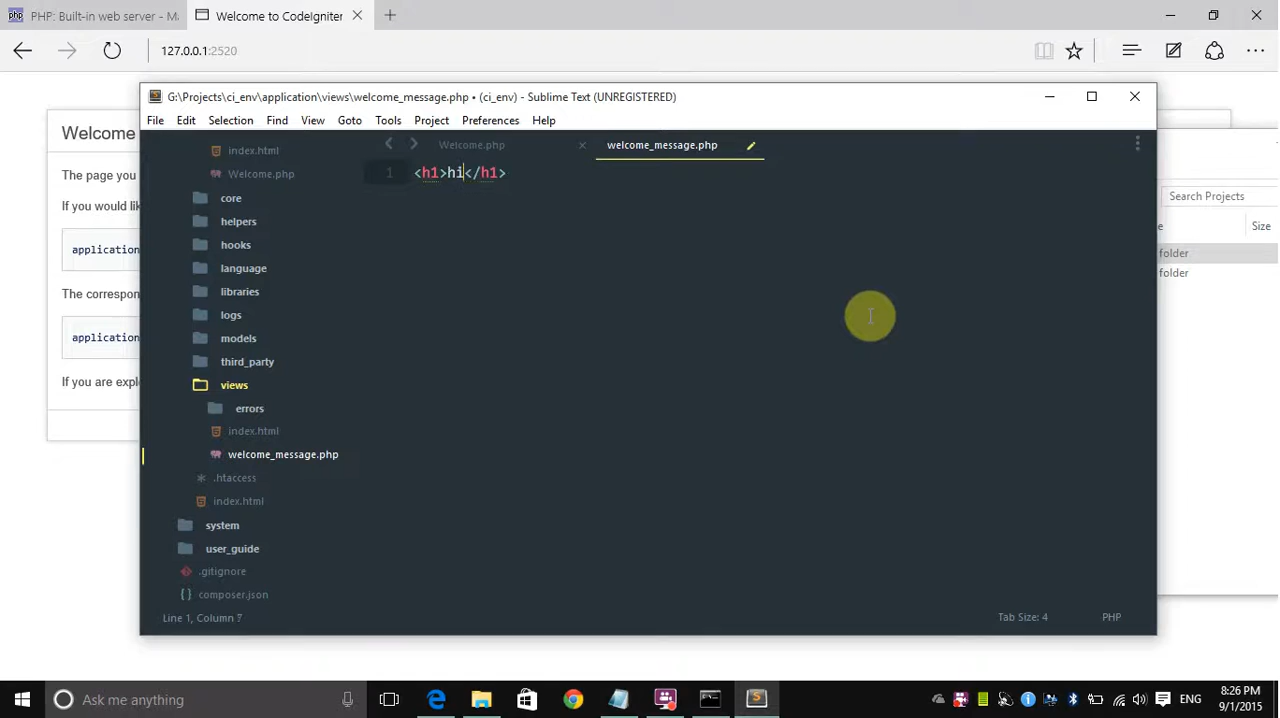 PHP: Built-in web server - M
Welcome to CodeIgniter
127.0.0.1:2520
G:\Projects\ci_env\application\views\welcome_message.php • (ci_env) - Sublime Text (UNREGISTERED)
File Edit Selection Find View Goto Tools Project Preferences Help
Welcome
The page you
If you would lik
application
The correspon
application
If you are expl
index.html
Welcome.php
core
helpers
hooks
language
libraries
logs
models
third_party
views
errors
index.html
welcome_message.php
.htaccess
index.html
system
user_guide
.gitignore
composer.json
Welcome.php
welcome_message.php
1 <h1>hi</h1>
Line 1, Column 7
Tab Size: 4
PHP
Search Projects
e
Size
folder
folder
Ask me anything
ENG
8:26 PM
9/1/2015